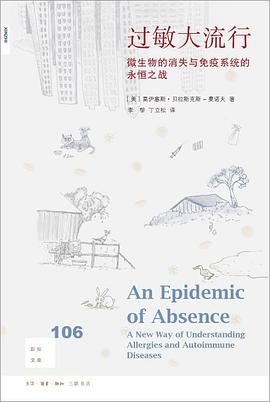 过敏大流行
微生物的消失与免疫系统的
永恒之战
[美] 莫伊塞斯·贝拉斯克斯-曼诺夫 著
李 黎 丁立松 译
An Epidemic
of Absence
A New Way of Understanding
Allergies and Autoimmune
Diseases
106
新知
文库
生活·讀書·新知 三联书店